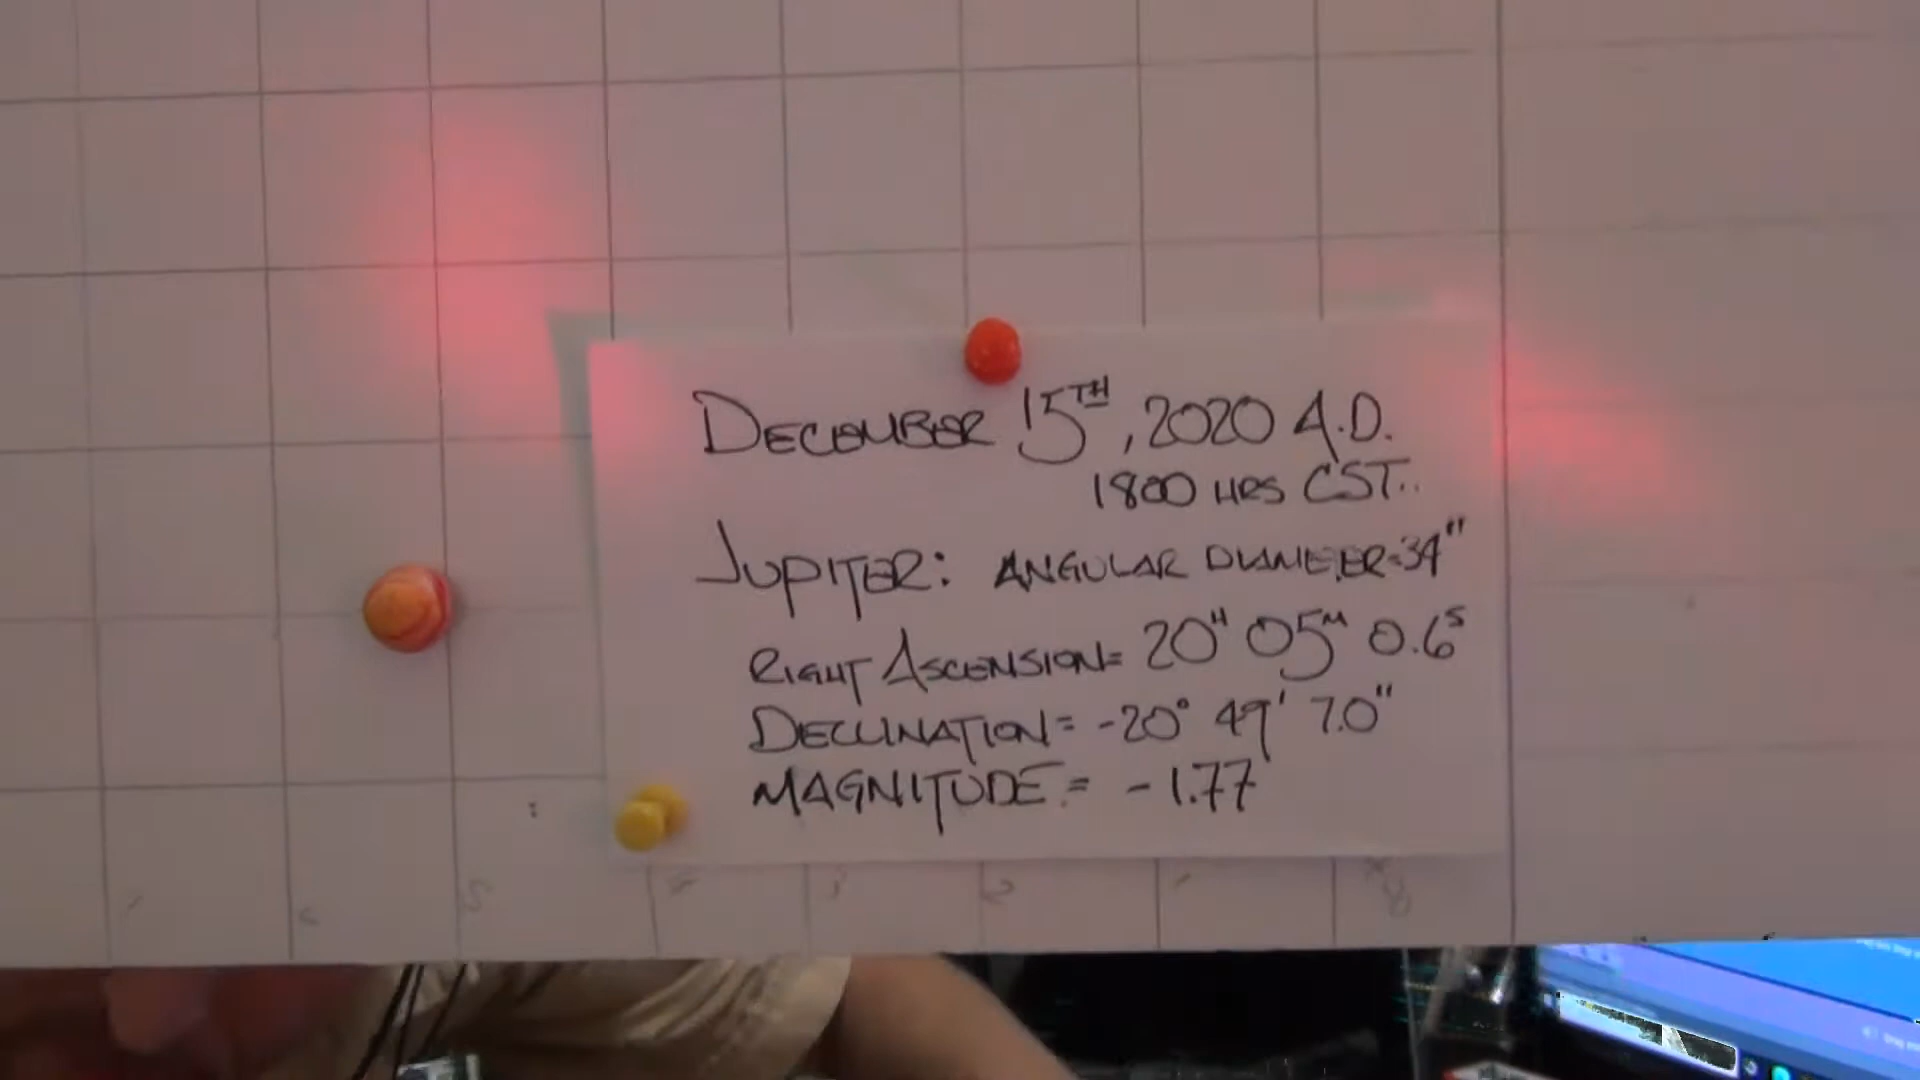 DECEMBER 15TH, 2020 A.D.
1800 HRS CST..
JUPITER: ANGULAR DIAMETER=34"
RIGHT ASCENSION= 20H 05M 0.6S
DECLINATION= -20° 49' 7.0"
MAGNITUDE= -1.77
5